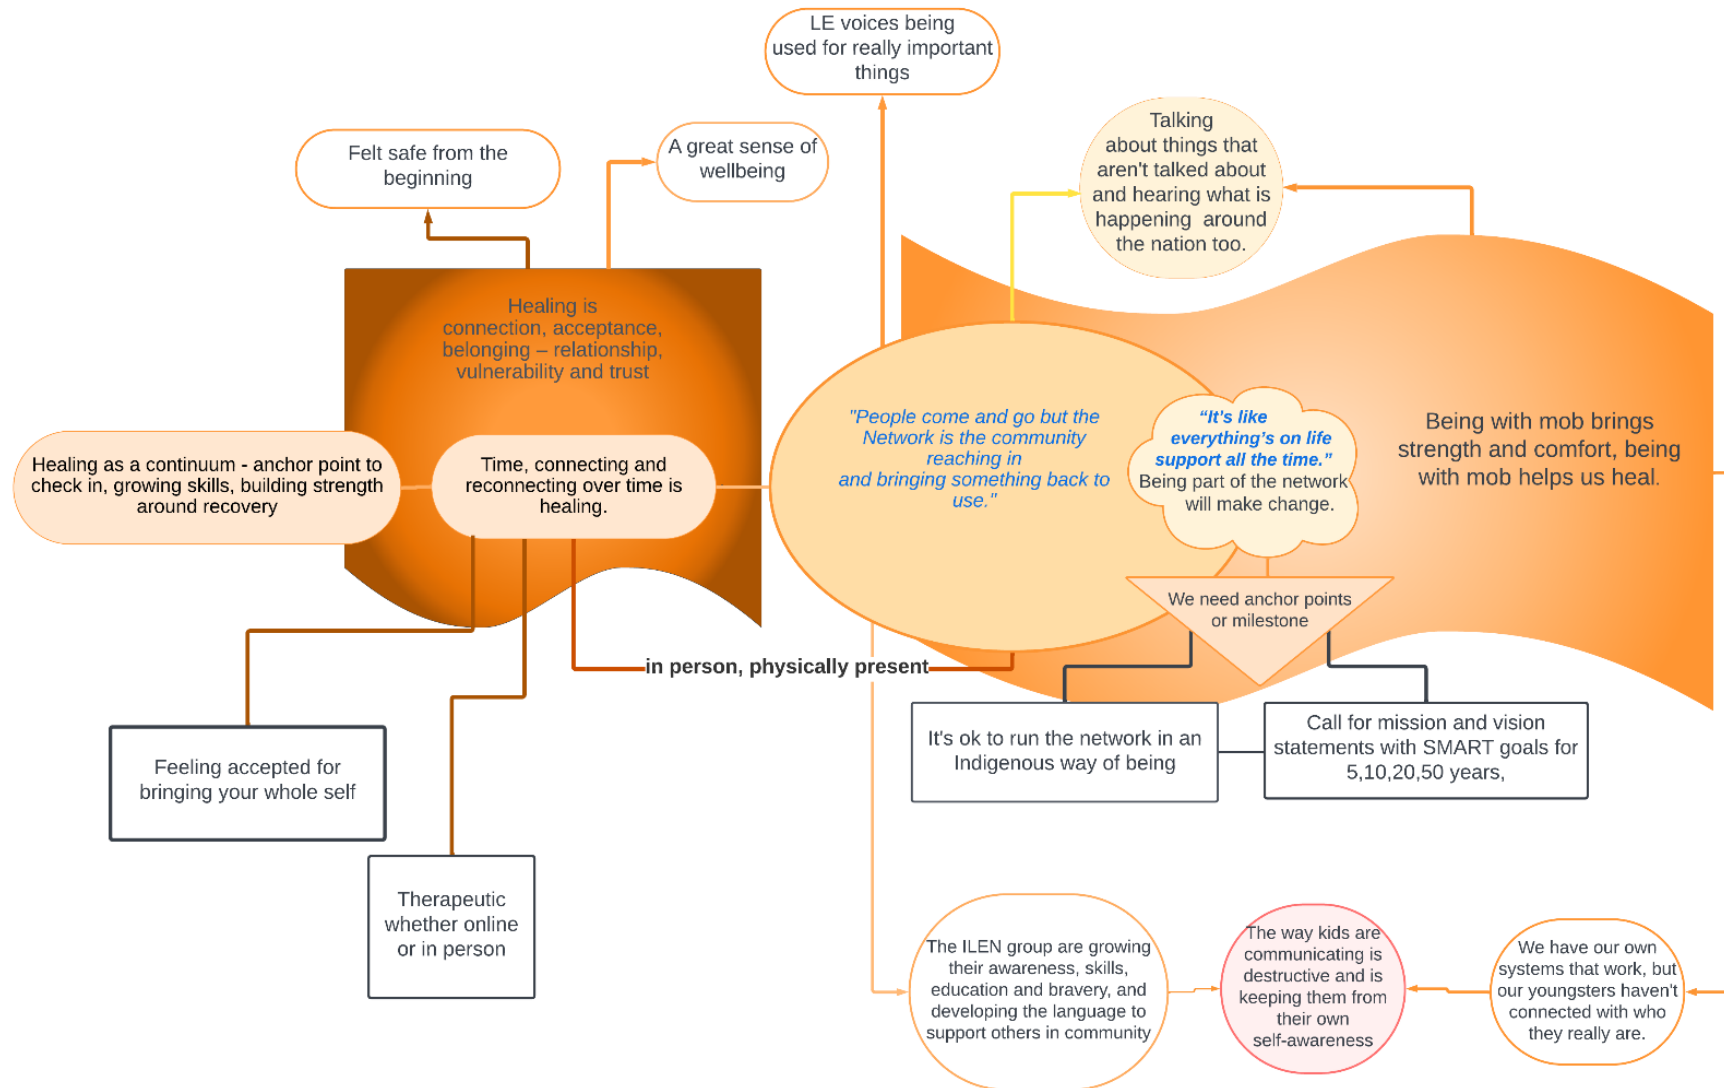 LE voices being
used for really important
things
Talking
about things that
aren't talked about
and hearing what is
happening around
the nation too.
Felt safe from the
beginning
A great sense of
wellbeing
Healing is
connection, acceptance,
belonging – relationship,
vulnerability and trust
Healing as a continuum - anchor point to
check in, growing skills, building strength
around recovery
Time, connecting and
reconnecting over time is
healing.
"People come and go but the
Network is the community
reaching in
and bringing something back to
use."
“It’s like
everything’s on life
support all the time.”
Being part of the network
will make change.
Being with mob brings
strength and comfort, being
with mob helps us heal.
We need anchor points
or milestone
in person, physically present
It's ok to run the network in an
Indigenous way of being
Call for mission and vision
statements with SMART goals for
5,10,20,50 years,
Feeling accepted for
bringing your whole self
Therapeutic
whether online
or in person
The ILEN group are growing
their awareness, skills,
education and bravery, and
developing the language to
support others in community
The way kids are
communicating is
destructive and is
keeping them from
their own
self-awareness
We have our own
systems that work, but
our youngsters haven't
connected with who
they really are.